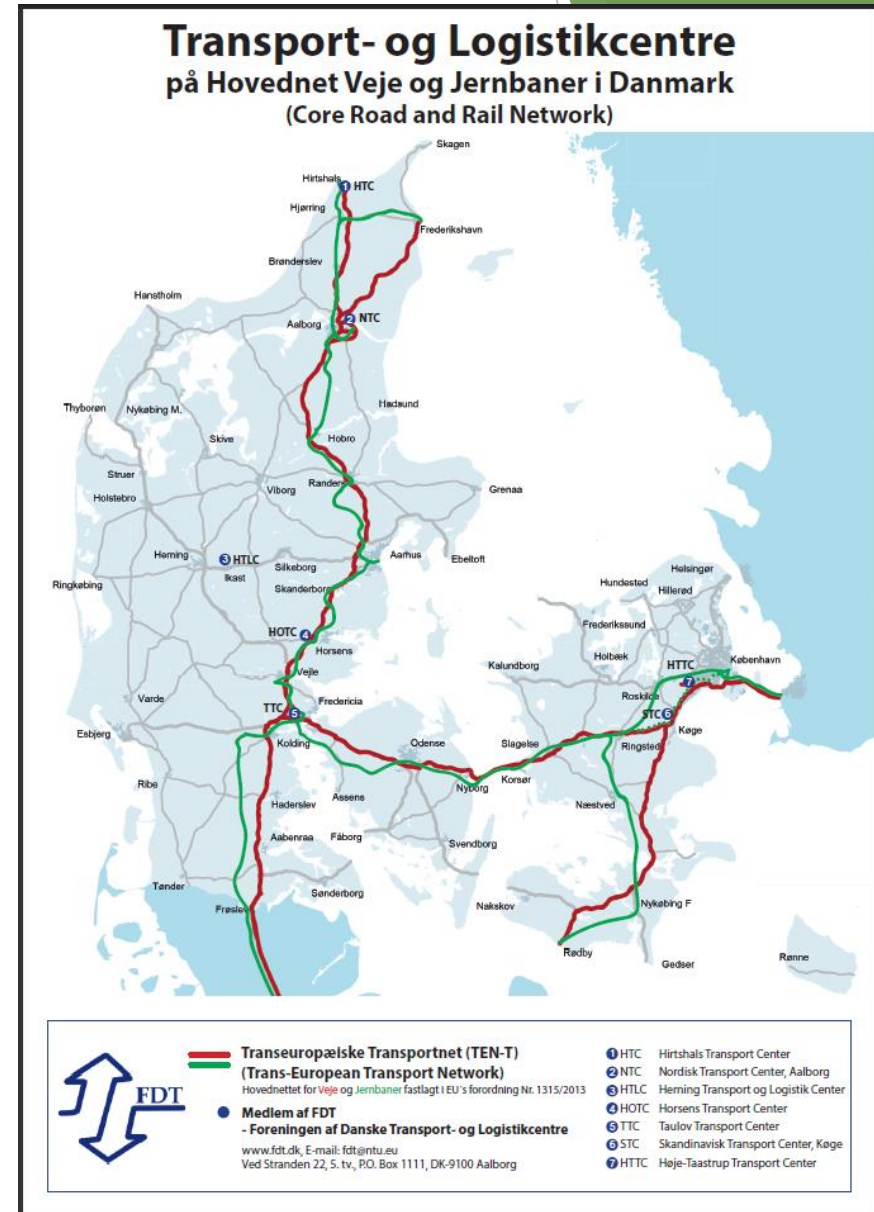 Transport- og Logistikcentre
på Hovednet Veje og Jernbaner i Danmark
(Core Road and Rail Network)
Skagen
Hirtshals
1 HTC
Hjørring
Frederikshavn
Brønderslev
Hanstholm
2 NTC
Aalborg
Thyborøn
Nykøbing M.
Hadsund
Skive
Hobro
Struer
Holstebro
Viborg
Randers
Grenaa
Herning
3 HTLC
Ikast
Silkeborg
Aarhus
Ebeltoft
Ringkøbing
Skanderborg
Helsingør
Hundested
Hillerød
HOTC 4
Horsens
Frederikssund
Holbæk
HTTC
7
København
Kalundborg
Vejle
Varde
TTC
5
Fredericia
Roskilde
STC 6
Esbjerg
Kolding
Odense
Slagelse
Ringsted
Køge
Ribe
Nyborg
Korsør
Haderslev
Assens
Næstved
Aabenraa
Fåborg
Svendborg
Tønder
Sønderborg
Frøslev
Nakskov
Nykøbing F
Rødby
Gedser
Rønne
FDT
Transeuropæiske Transportnet (TEN-T)
(Trans-European Transport Network)
Hovednettet for Veje og Jernbaner fastlagt i EU's forordning Nr. 1315/2013
Medlem af FDT
- Foreningen af Danske Transport- og Logistikcentre
www.fdt.dk, E-mail: fdt@ntu.eu
Ved Stranden 22, 5. tv., P.O. Box 1111, DK-9100 Aalborg
1 HTC Hirtshals Transport Center
2 NTC Nordisk Transport Center, Aalborg
3 HTLC Herning Transport og Logistik Center
4 HOTC Horsens Transport Center
5 TTC Taulov Transport Center
6 STC Skandinavisk Transport Center, Køge
7 HTTC Høje-Taastrup Transport Center